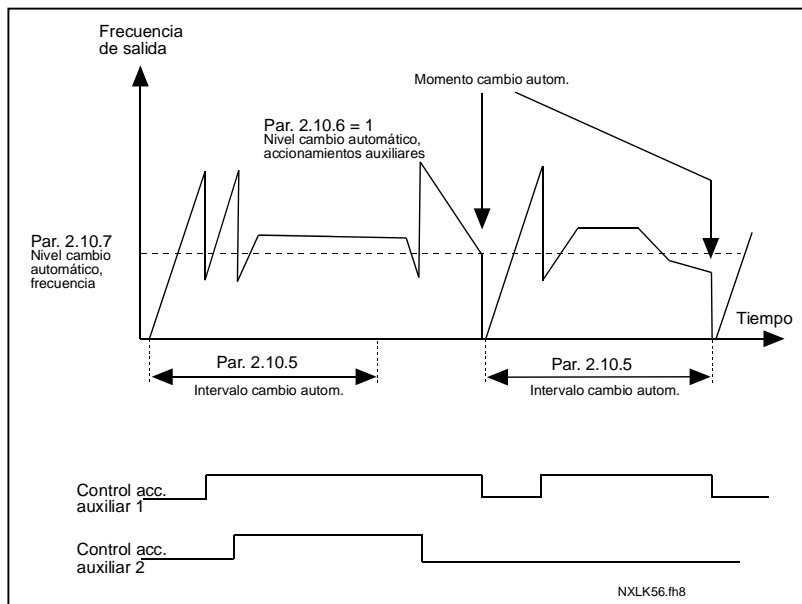 Frecuencia
de salida
Momento cambio autom.
Par. 2.10.6 = 1
Nivel cambio automático,
accionamientos auxiliares
Par. 2.10.7
Nivel cambio
automático,
frecuencia
Tiempo
Par. 2.10.5
Intervalo cambio autom.
Par. 2.10.5
Intervalo cambio autom.
Control acc.
auxiliar 1
Control acc.
auxiliar 2
NXLK56.fh8